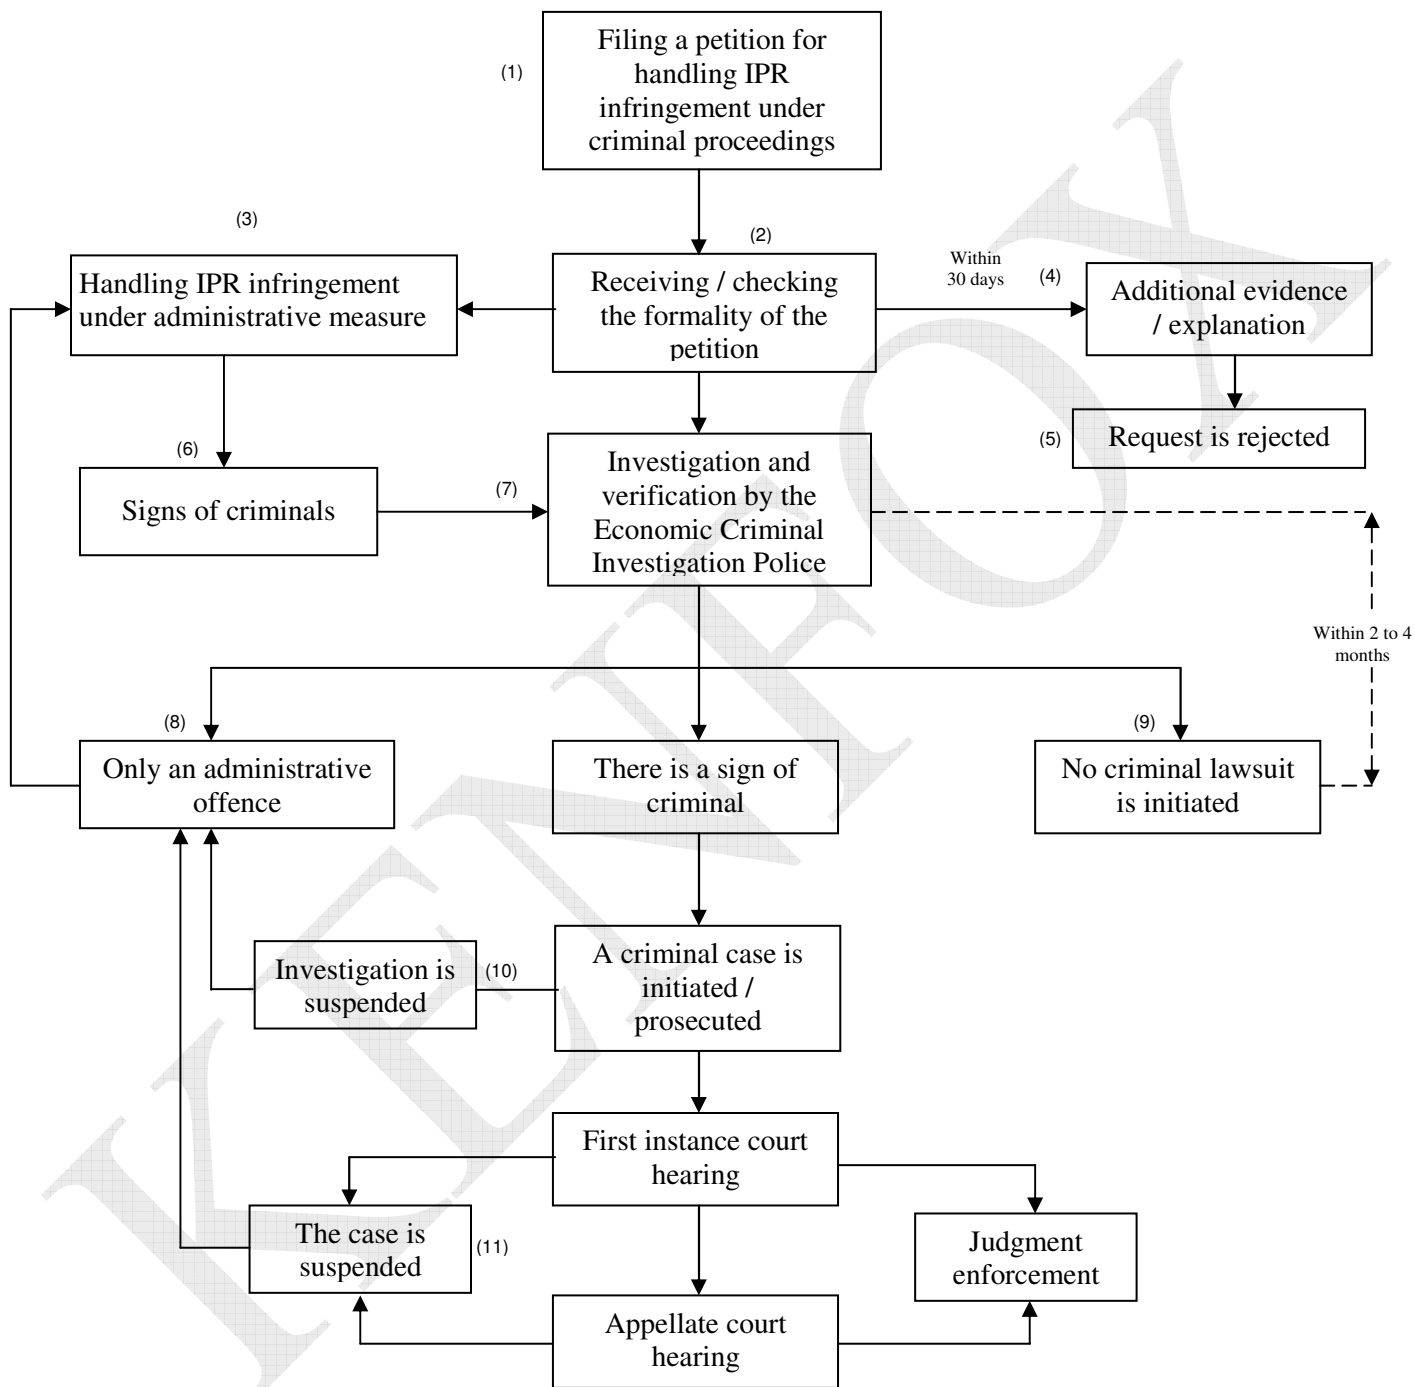 Filing a petition for
handling IPR
infringement under
criminal proceedings
(1)
(3)
(2)
Handling IPR infringement
under administrative measure
Receiving / checking
the formality of the
petition
Within
30 days
(4)
Additional evidence
/ explanation
(5)
Request is rejected
(6)
Signs of criminals
(7)
Investigation and
verification by the
Economic Criminal
Investigation Police
Within 2 to 4
months
(8)
Only an administrative
offence
There is a sign of
criminal
(9)
No criminal lawsuit
is initiated
Investigation is
suspended
(10)
A criminal case is
initiated /
prosecuted
First instance court
hearing
The case is
suspended
(11)
Judgment
enforcement
Appellate court
hearing
KENFOX